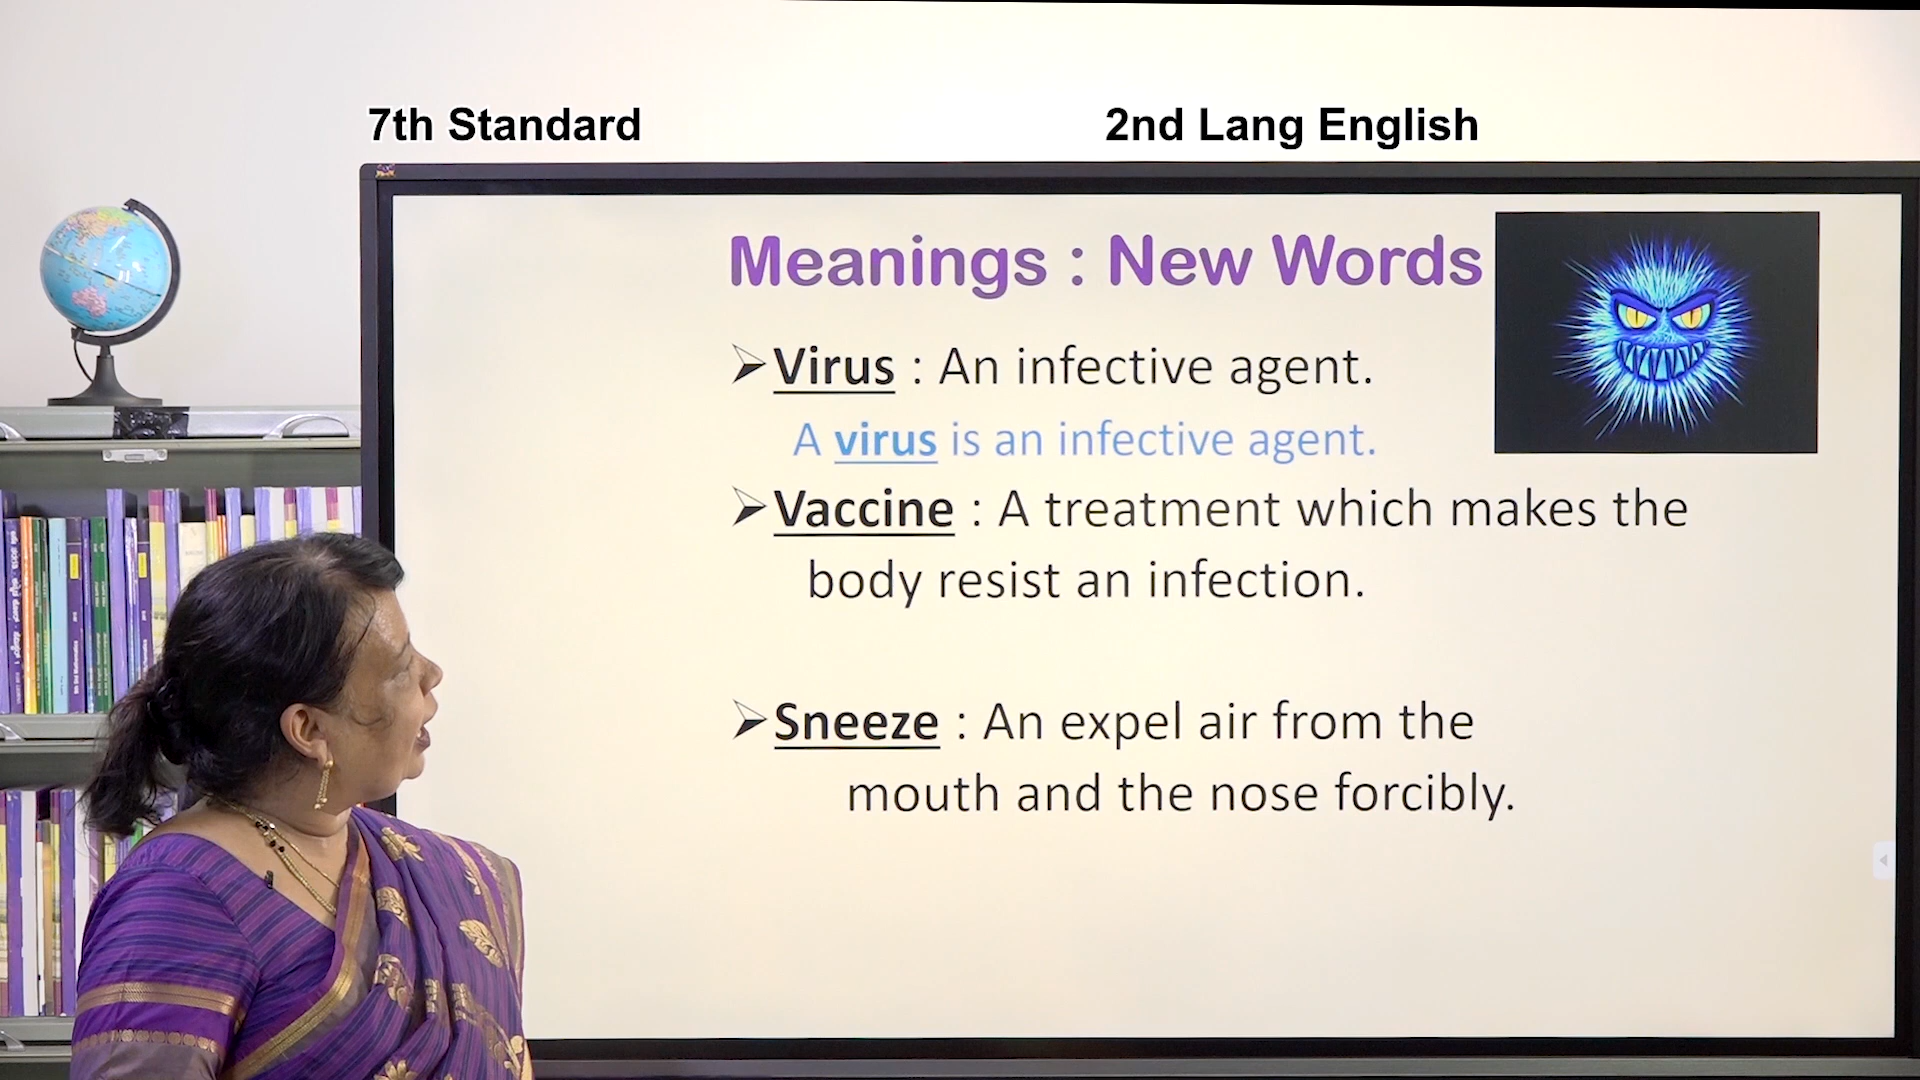 7th Standard
2nd Lang English
Meanings : New Words
Virus : An infective agent.
A virus is an infective agent.
Vaccine : A treatment which makes the
body resist an infection.
Sneeze : An expel air from the
mouth and the nose forcibly.